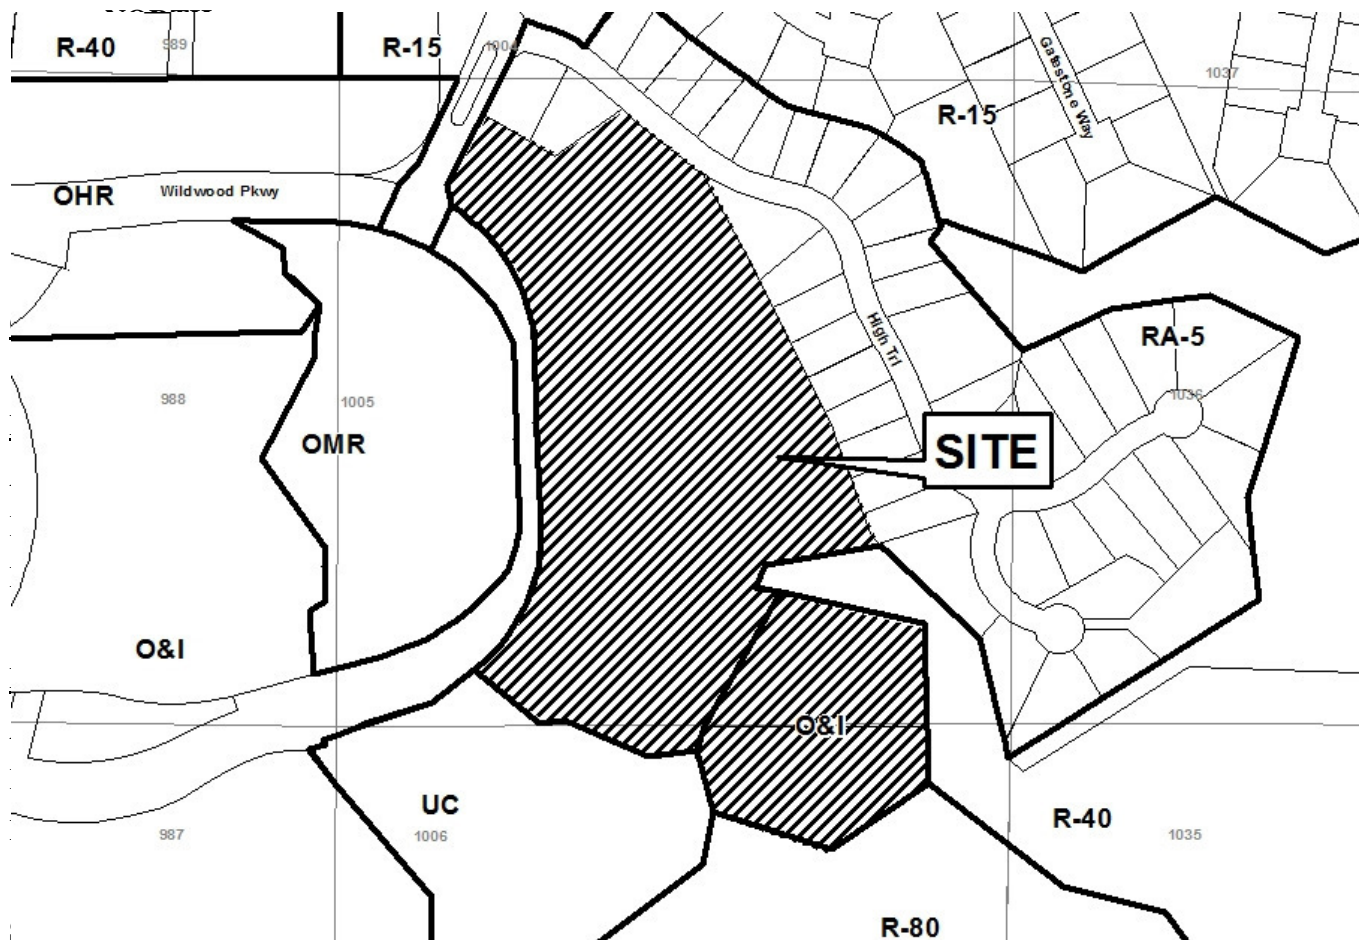 R-40
989
R-15
1004
Gatestone Way
1037
R-15
OHR
Wildwood Pkwy
High Trl
RA-5
988
1005
1036
OMR
SITE
O&I
O&I
UC
R-40
987
1006
1035
R-80